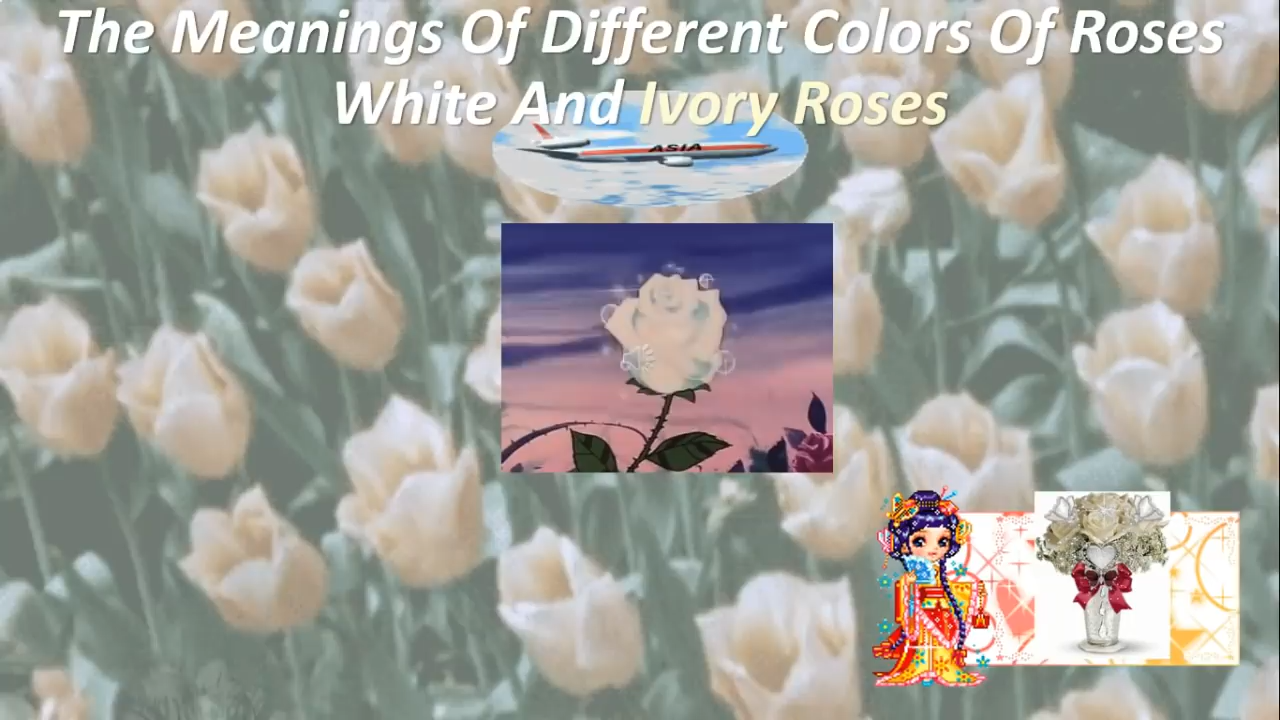 The Meanings Of Different Colors Of Roses
White And Ivory Roses
ASIA